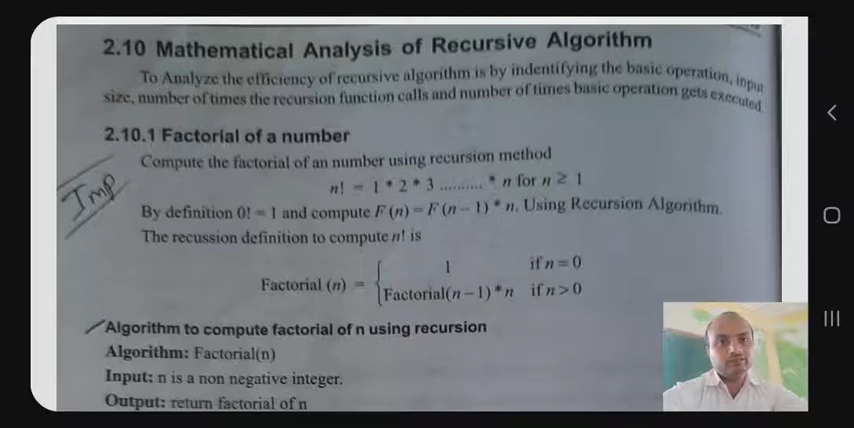 2.10 Mathematical Analysis of Recursive Algorithm
To Analyze the efficiency of recursive algorithm is by indentifying the basic operation, input
size, number of times the recursion function calls and number of times basic operation gets executed
2.10.1 Factorial of a number
Compute the factorial of an number using recursion method
n! = 1 * 2 * 3 .......... * n for n ≥ 1
Imp
By definition 0! = 1 and compute F (n) = F (n − 1) * n. Using Recursion Algorithm.
The recussion definition to compute n! is
Factorial (n) = { 1 if n = 0
Factorial(n − 1) * n if n > 0
Algorithm to compute factorial of n using recursion
Algorithm: Factorial(n)
Input: n is a non negative integer.
Output: return factorial of n